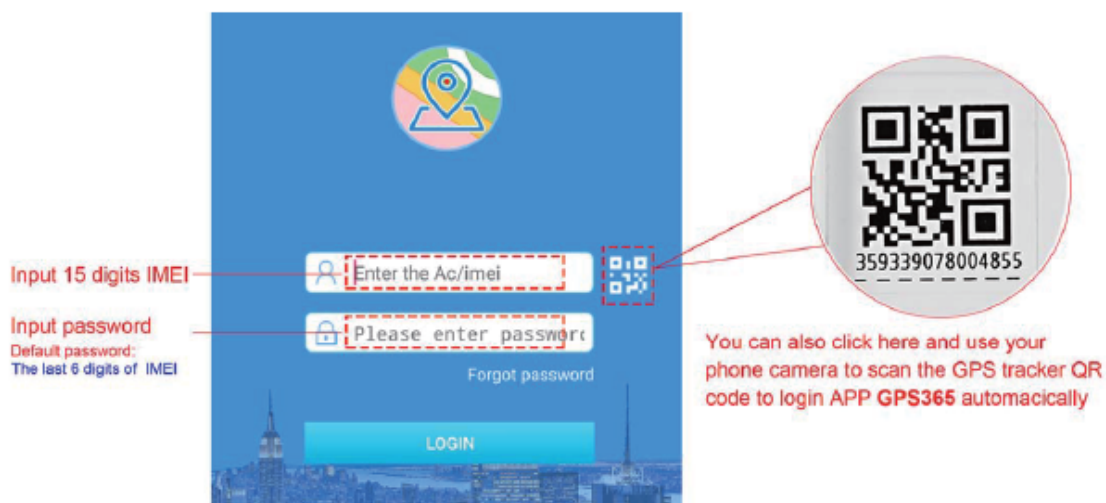 Input 15 digits IMEI
Enter the Ac/imei
359339078004855
Input password
Default password:
The last 6 digits of IMEI
Please enter passworc
Forgot password
You can also click here and use your
phone camera to scan the GPS tracker QR
code to login APP GPS365 automacically
LOGIN